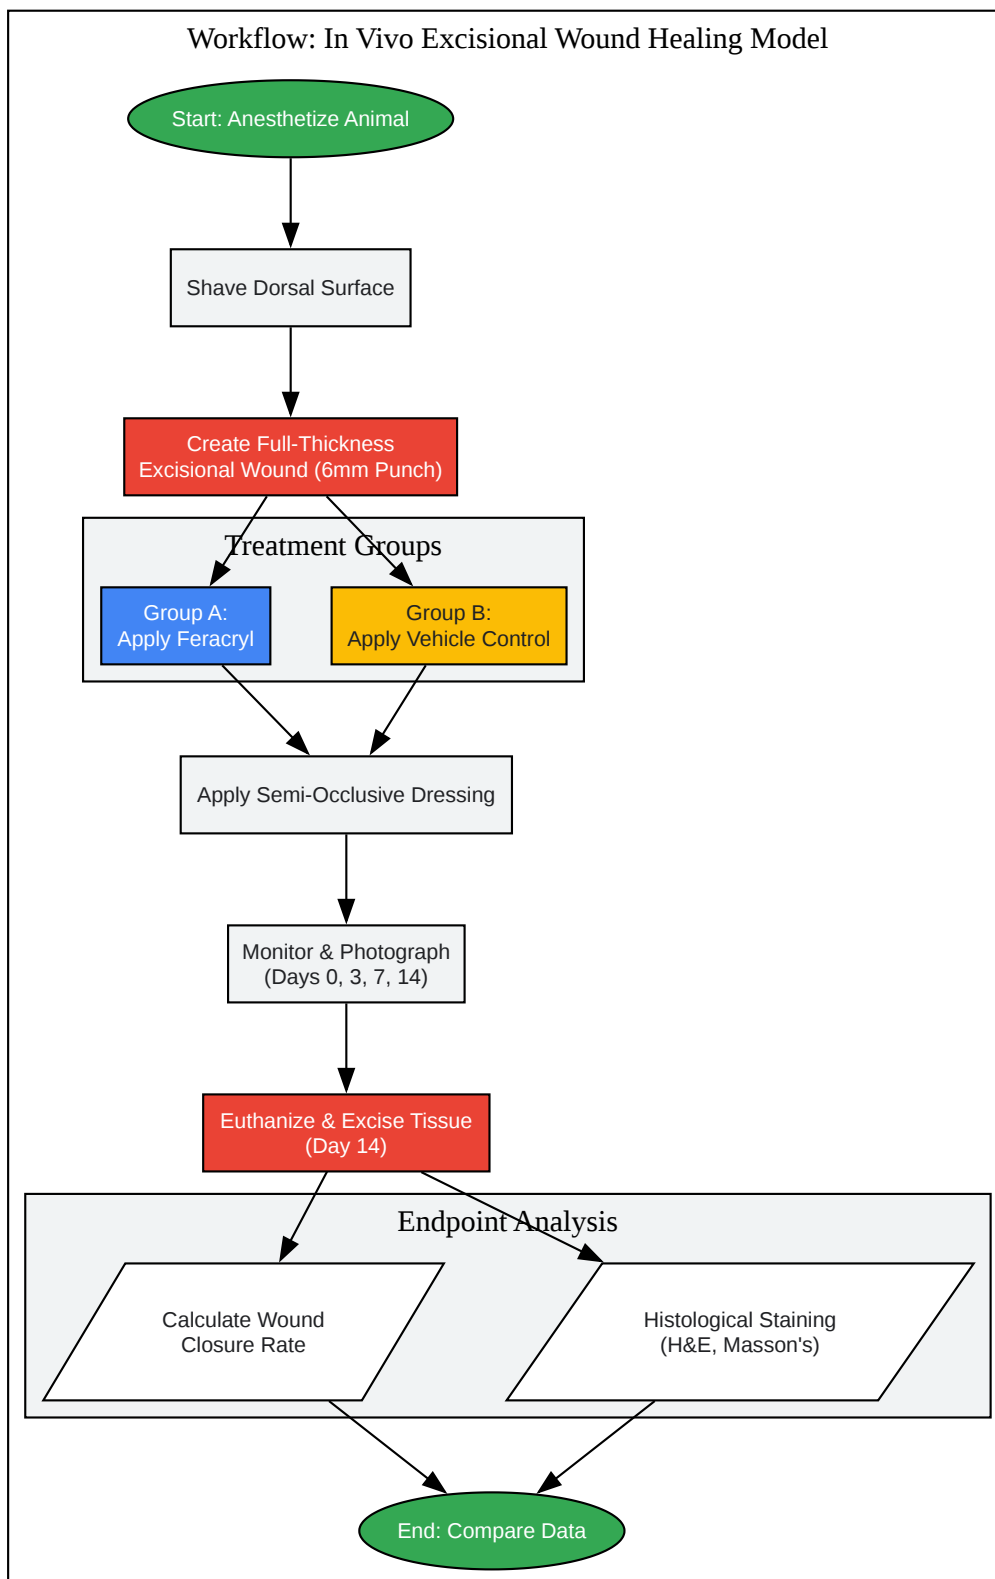 Workflow: In Vivo Excisional Wound Healing Model
Start: Anesthetize Animal
Shave Dorsal Surface
Create Full-Thickness
Excisional Wound (6mm Punch)
Treatment Groups
Group A:
Apply Feracryl
Group B:
Apply Vehicle Control
Apply Semi-Occlusive Dressing
Monitor & Photograph
(Days 0, 3, 7, 14)
Euthanize & Excise Tissue
(Day 14)
Endpoint Analysis
Calculate Wound
Closure Rate
Histological Staining
(H&E, Masson's)
End: Compare Data